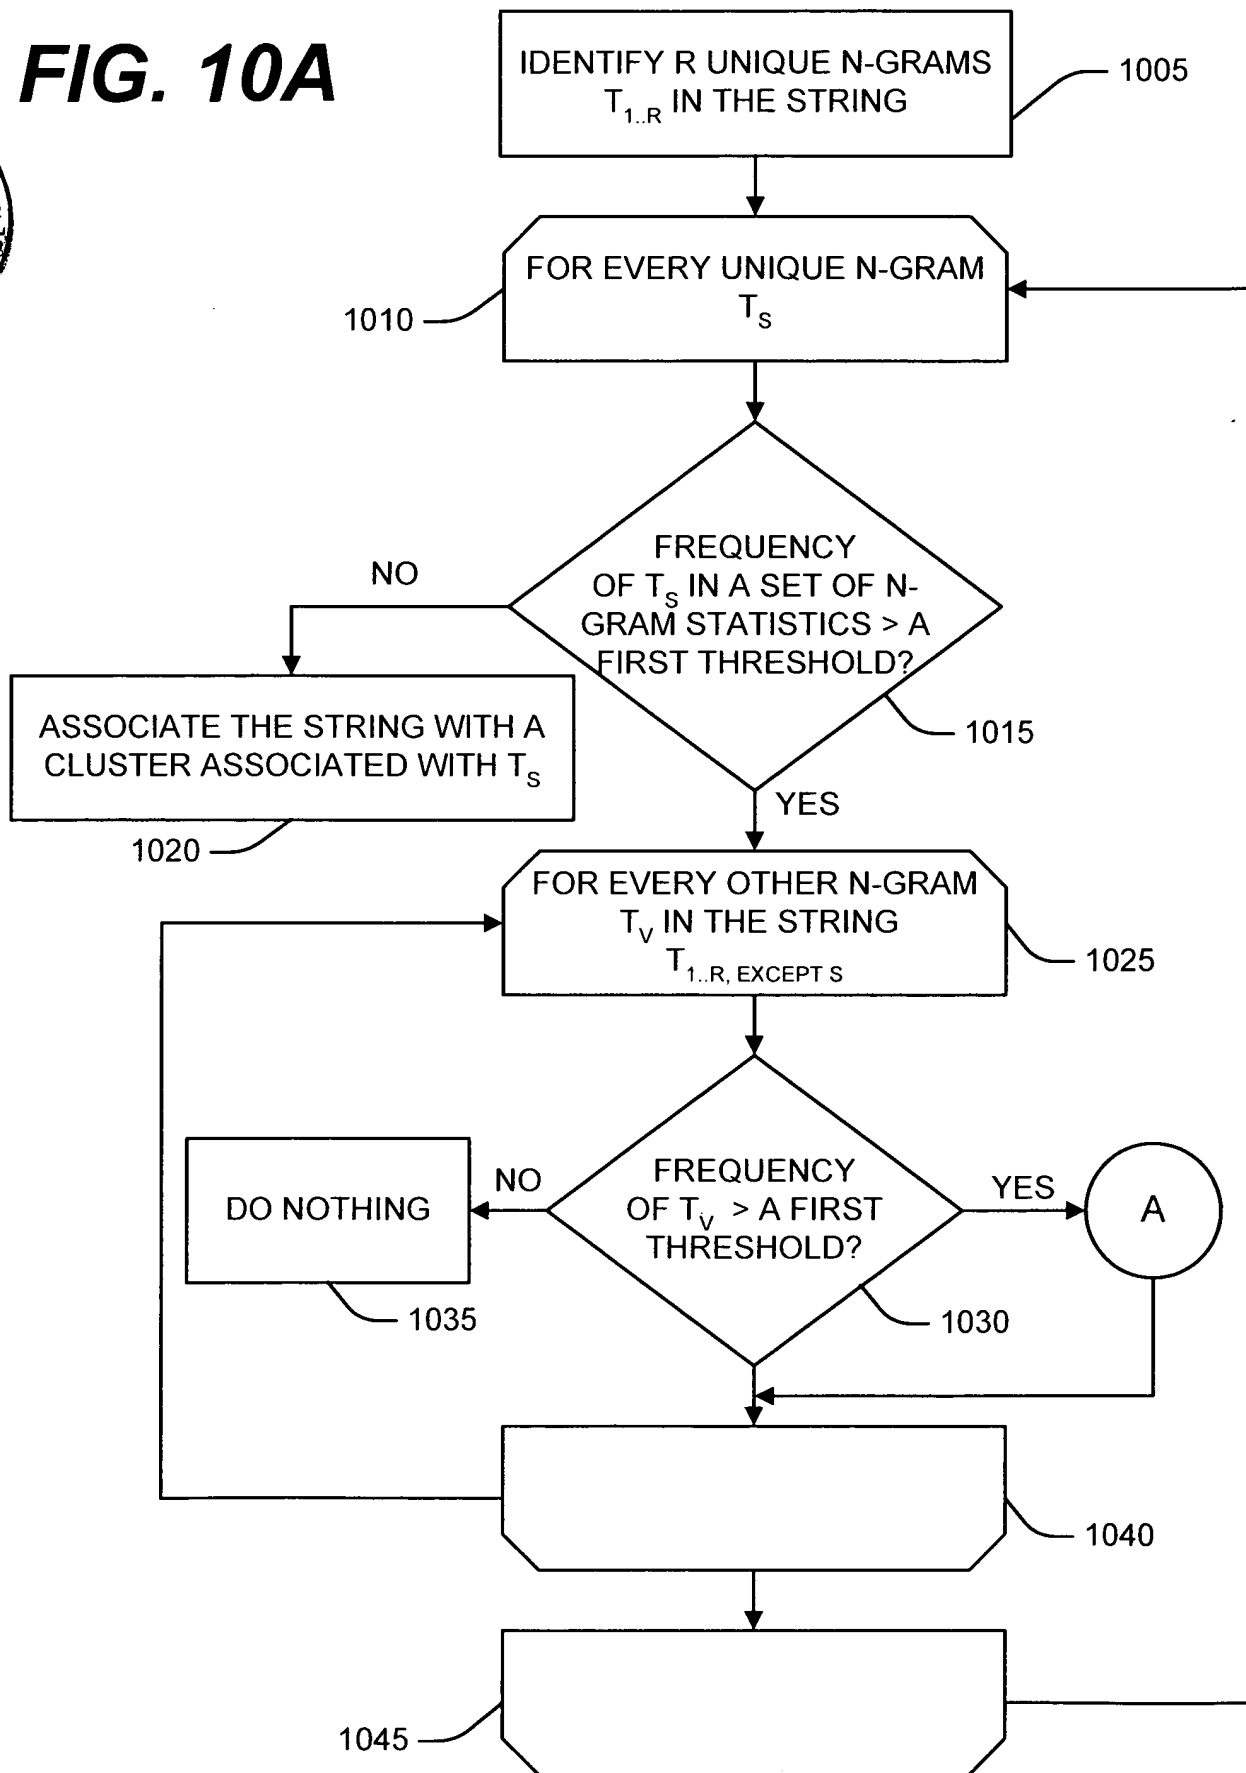 FIG. 10A
IDENTIFY R UNIQUE N-GRAMS
T1..R IN THE STRING
1005
FOR EVERY UNIQUE N-GRAM
TS
1010
FREQUENCY
OF TS IN A SET OF N-
GRAM STATISTICS > A
FIRST THRESHOLD?
1015
NO
ASSOCIATE THE STRING WITH A
CLUSTER ASSOCIATED WITH TS
1020
YES
FOR EVERY OTHER N-GRAM
TV IN THE STRING
T1..R, EXCEPT S
1025
FREQUENCY
OF TV > A FIRST
THRESHOLD?
1030
NO
DO NOTHING
1035
YES
A
1040
1045